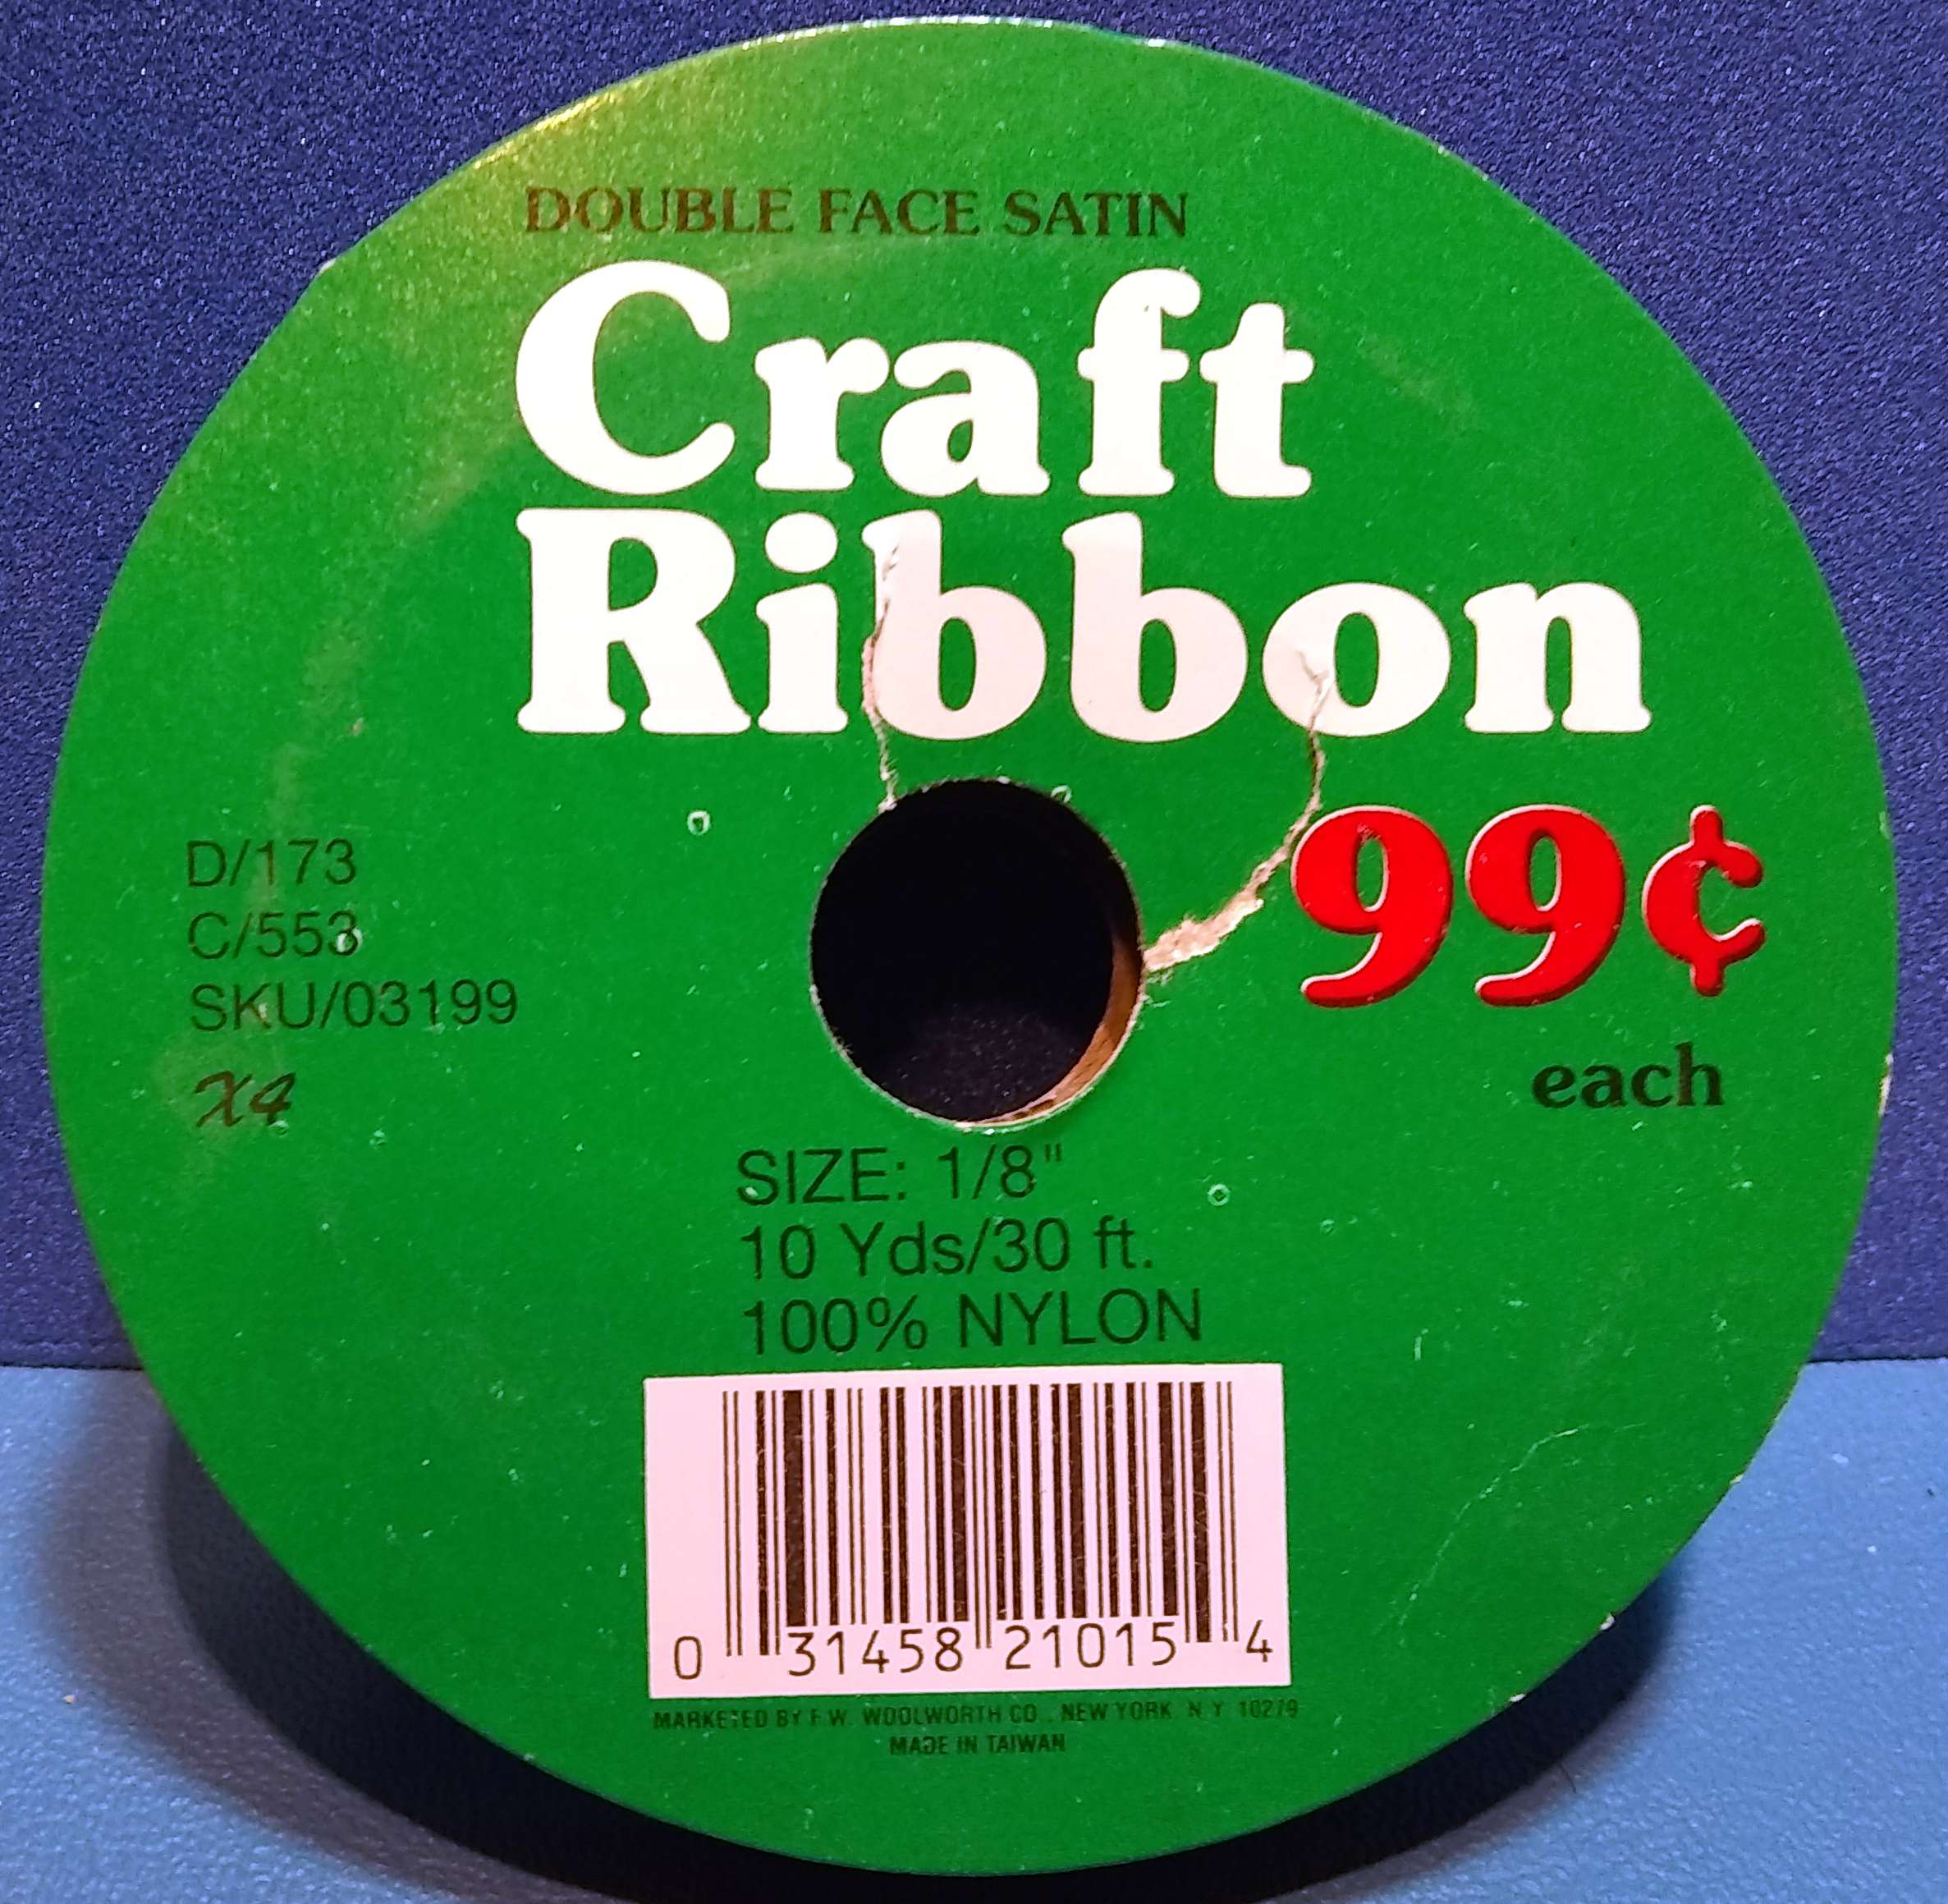 DOUBLE FACE SATIN
Craft
Ribbon
99¢
each
D/173
C/553
SKU/03199
X4
SIZE: 1/8"
10 Yds/30 ft.
100% NYLON
0 31458 21015 4
MARKETED BY F.W. WOOLWORTH CO., NEW YORK, N.Y. 10279
MADE IN TAIWAN